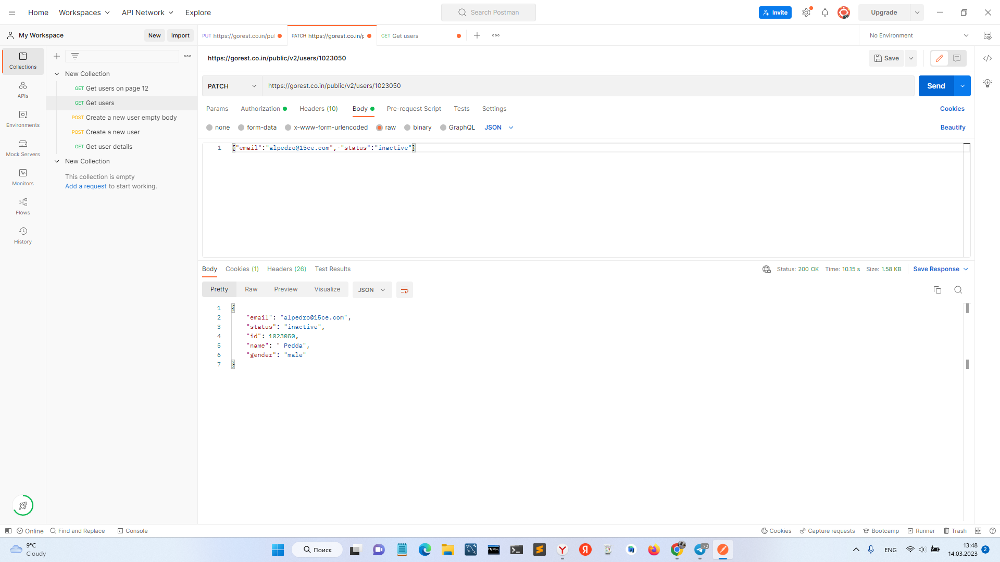 Home Workspaces API Network Explore Search Postman Invite Upgrade
My Workspace New Import PUT https://gorest.co.in/pul PATCH https://gorest.co.in/p GET Get users No Environment
https://gorest.co.in/public/v2/users/1023050 Save
Collections
New Collection
GET Get users on page 12
GET Get users
POST Create a new user empty body
POST Create a new user
GET Get user details
New Collection
This collection is empty
Add a request to start working.
APIs
Environments
Mock Servers
Monitors
Flows
History
PATCH https://gorest.co.in/public/v2/users/1023050 Send
Params Authorization Headers (10) Body Pre-request Script Tests Settings Cookies
none form-data x-www-form-urlencoded raw binary GraphQL JSON Beautify
1 {"email":"alpedro@15ce.com", "status":"inactive"}
Body Cookies (1) Headers (26) Test Results Status: 200 OK Time: 10.15 s Size: 1.58 KB Save Response
Pretty Raw Preview Visualize JSON
1 {
2 "email": "alpedro@15ce.com",
3 "status": "inactive",
4 "id": 1023050,
5 "name": " Pedda",
6 "gender": "male"
7 }
Online Find and Replace Console Cookies Capture requests Bootcamp Runner Trash
9°C
Cloudy
Поиск
MySQL
72
ENG
13:48
14.03.2023
2